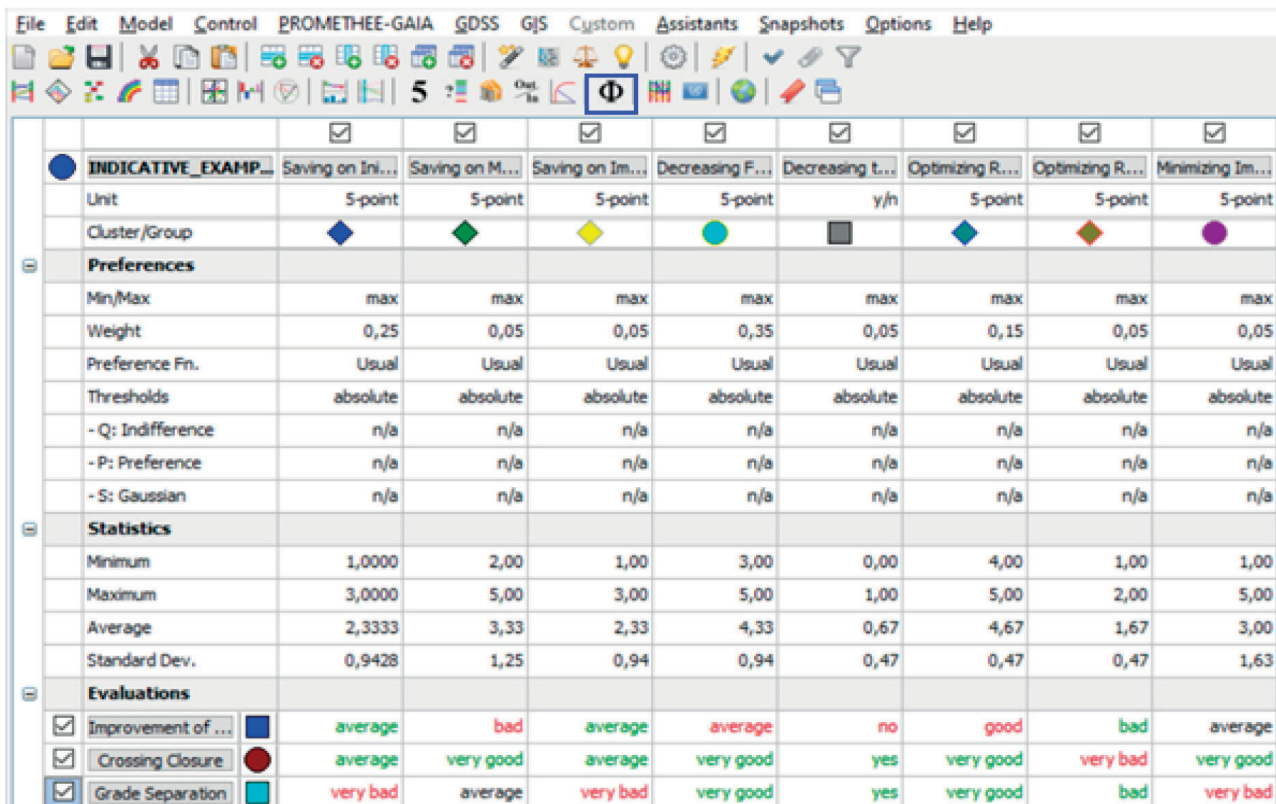 File Edit Model Control PROMETHEE-GAIA GDSS GIS Custom Assistants Snapshots Options Help
5 Out In Φ
INDICATIVE_EXAMP... Saving on Ini... Saving on M... Saving on Im... Decreasing F... Decreasing t... Optimizing R... Optimizing R... Minimizing Im...
Unit 5-point 5-point 5-point 5-point y/n 5-point 5-point 5-point
Cluster/Group
Preferences
Min/Max max max max max max max max max
Weight 0,25 0,05 0,05 0,35 0,05 0,15 0,05 0,05
Preference Fn. Usual Usual Usual Usual Usual Usual Usual Usual
Thresholds absolute absolute absolute absolute absolute absolute absolute absolute
- Q: Indifference n/a n/a n/a n/a n/a n/a n/a n/a
- P: Preference n/a n/a n/a n/a n/a n/a n/a n/a
- S: Gaussian n/a n/a n/a n/a n/a n/a n/a n/a
Statistics
Minimum 1,0000 2,00 1,00 3,00 0,00 4,00 1,00 1,00
Maximum 3,0000 5,00 3,00 5,00 1,00 5,00 2,00 5,00
Average 2,3333 3,33 2,33 4,33 0,67 4,67 1,67 3,00
Standard Dev. 0,9428 1,25 0,94 0,94 0,47 0,47 0,47 1,63
Evaluations
Improvement of ... average bad average average no good bad average
Crossing Closure average very good average very good yes very good very bad very good
Grade Separation very bad average very bad very good yes very good bad very bad